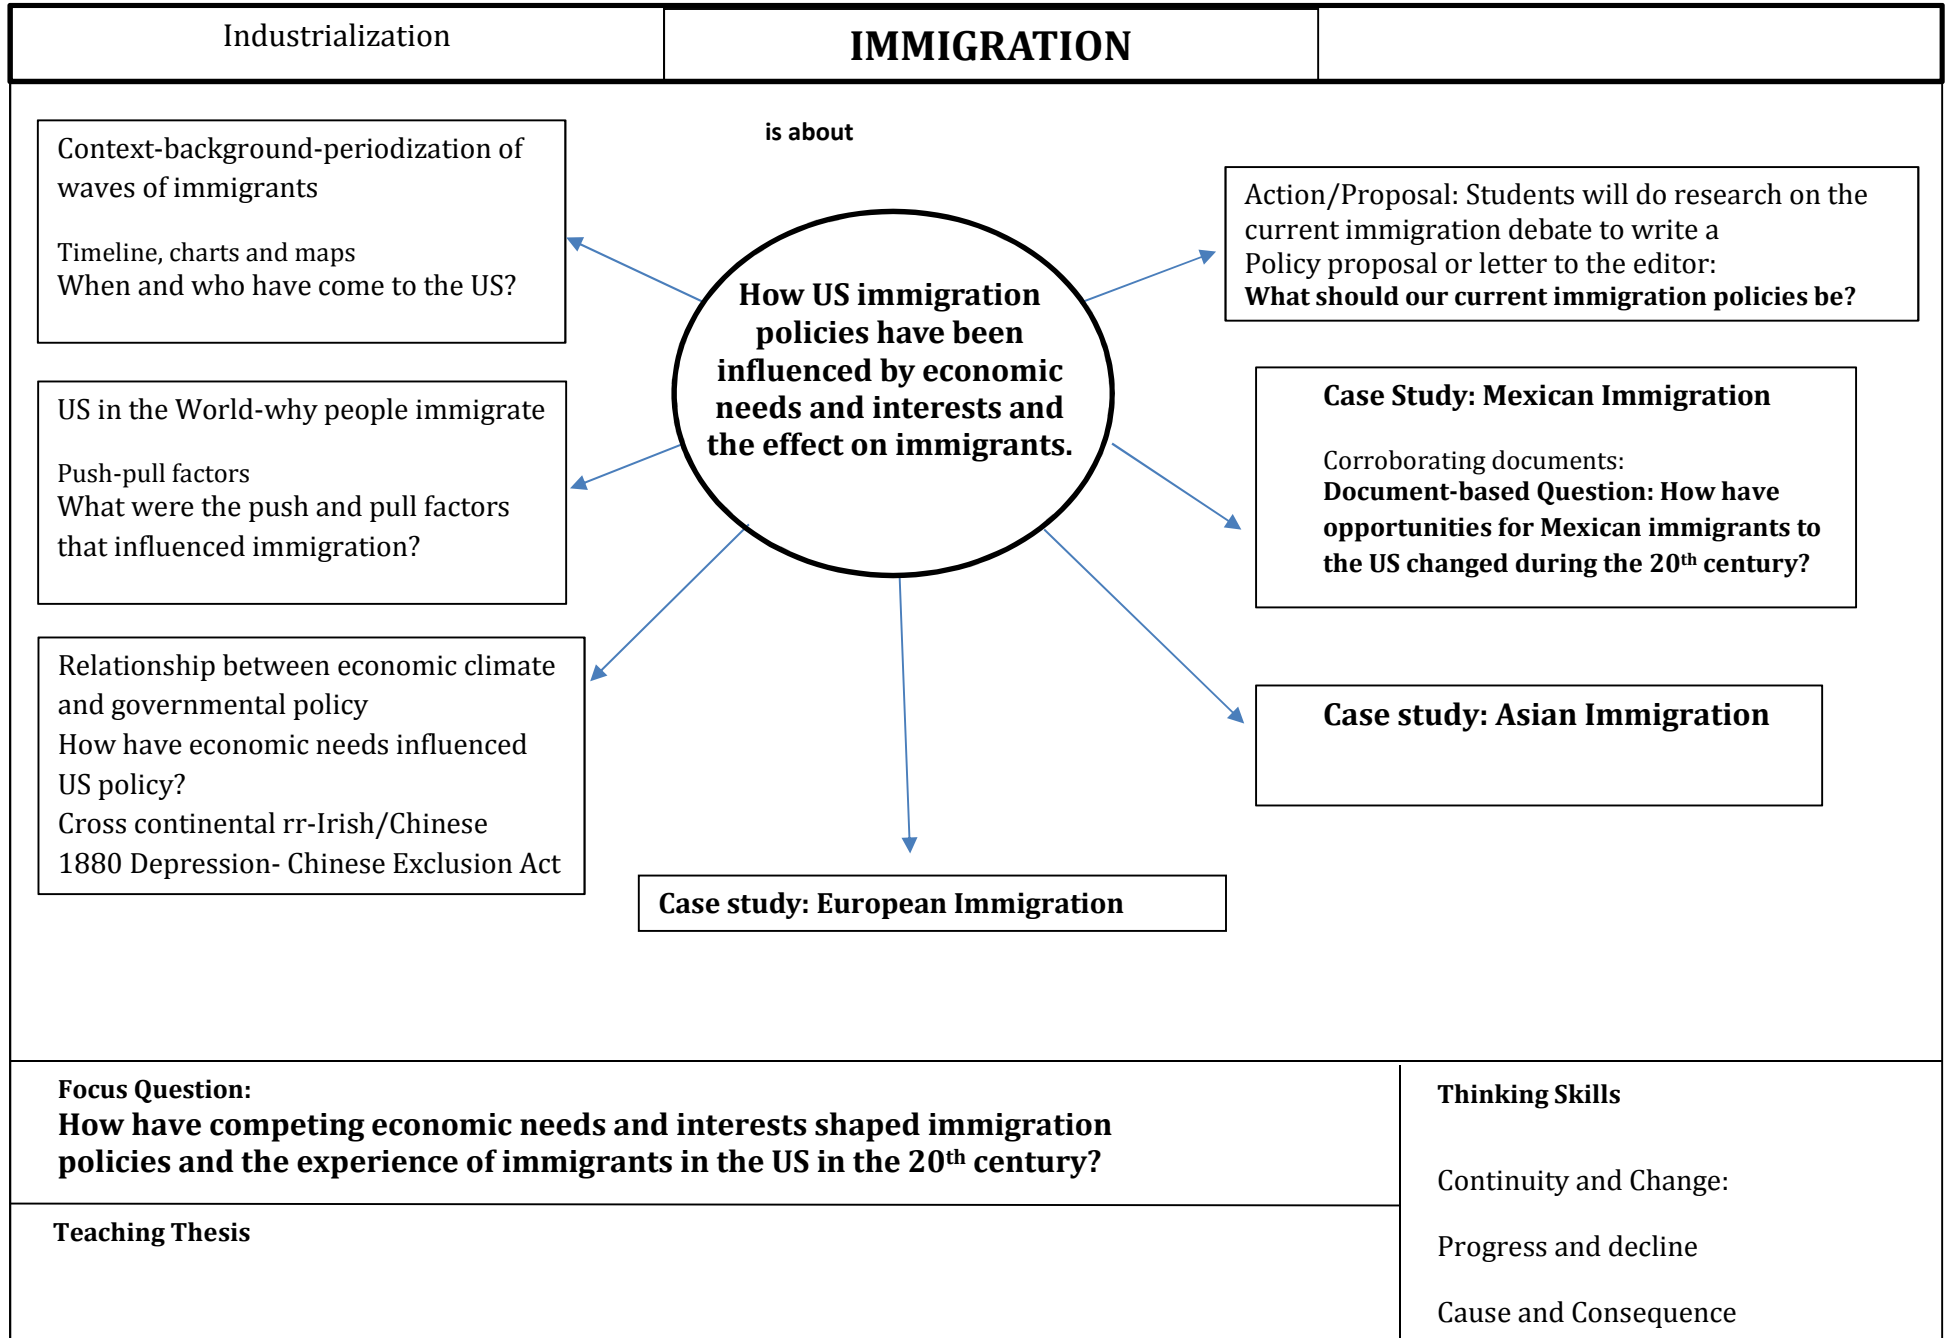 Industrialization
IMMIGRATION
is about
Context-background-periodization of
waves of immigrants
Timeline, charts and maps
When and who have come to the US?
US in the World-why people immigrate
Push-pull factors
What were the push and pull factors
that influenced immigration?
Relationship between economic climate
and governmental policy
How have economic needs influenced
US policy?
Cross continental rr-Irish/Chinese
1880 Depression- Chinese Exclusion Act
How US immigration
policies have been
influenced by economic
needs and interests and
the effect on immigrants.
Case study: European Immigration
Action/Proposal: Students will do research on the
current immigration debate to write a
Policy proposal or letter to the editor:
What should our current immigration policies be?
Case Study: Mexican Immigration
Corroborating documents:
Document-based Question: How have
opportunities for Mexican immigrants to
the US changed during the 20th century?
Case study: Asian Immigration
Focus Question:
How have competing economic needs and interests shaped immigration
policies and the experience of immigrants in the US in the 20th century?
Teaching Thesis
Thinking Skills
Continuity and Change:
Progress and decline
Cause and Consequence